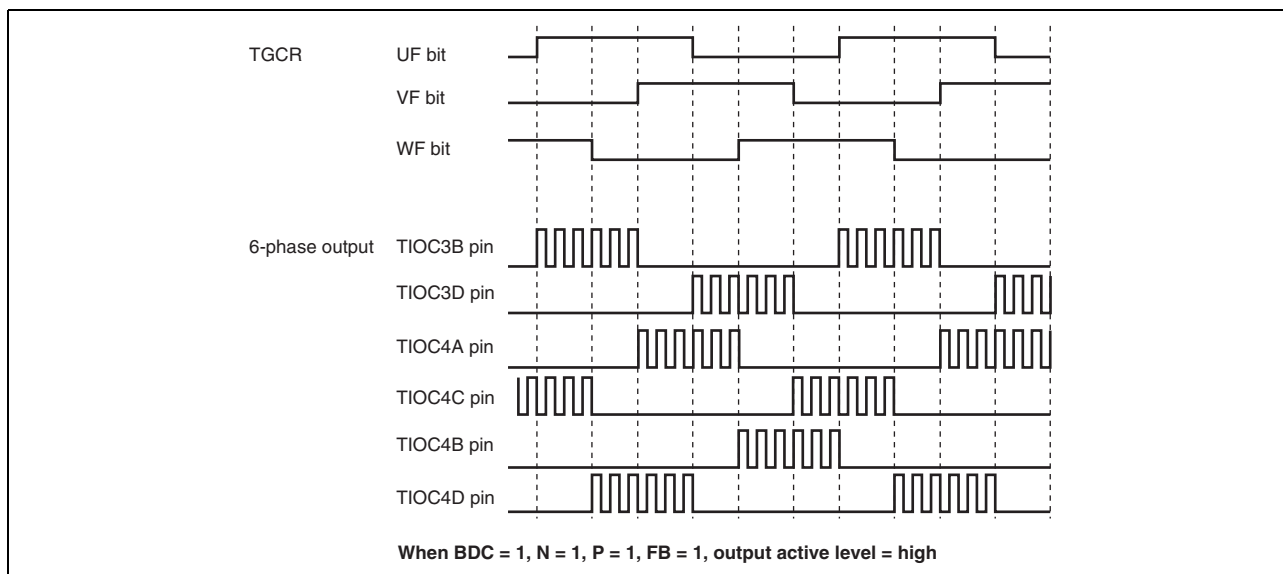 TGCR UF bit
VF bit
WF bit
6-phase output TIOC3B pin
TIOC3D pin
TIOC4A pin
TIOC4C pin
TIOC4B pin
TIOC4D pin
When BDC = 1, N = 1, P = 1, FB = 1, output active level = high